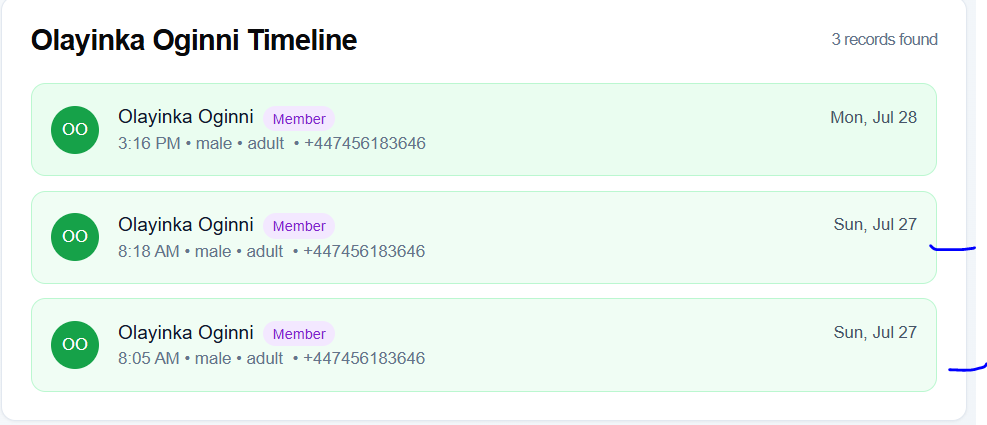 Olayinka Oginni Timeline
3 records found
OO
Olayinka Oginni Member
Mon, Jul 28
3:16 PM • male • adult • +447456183646
OO
Olayinka Oginni Member
Sun, Jul 27
8:18 AM • male • adult • +447456183646
OO
Olayinka Oginni Member
Sun, Jul 27
8:05 AM • male • adult • +447456183646